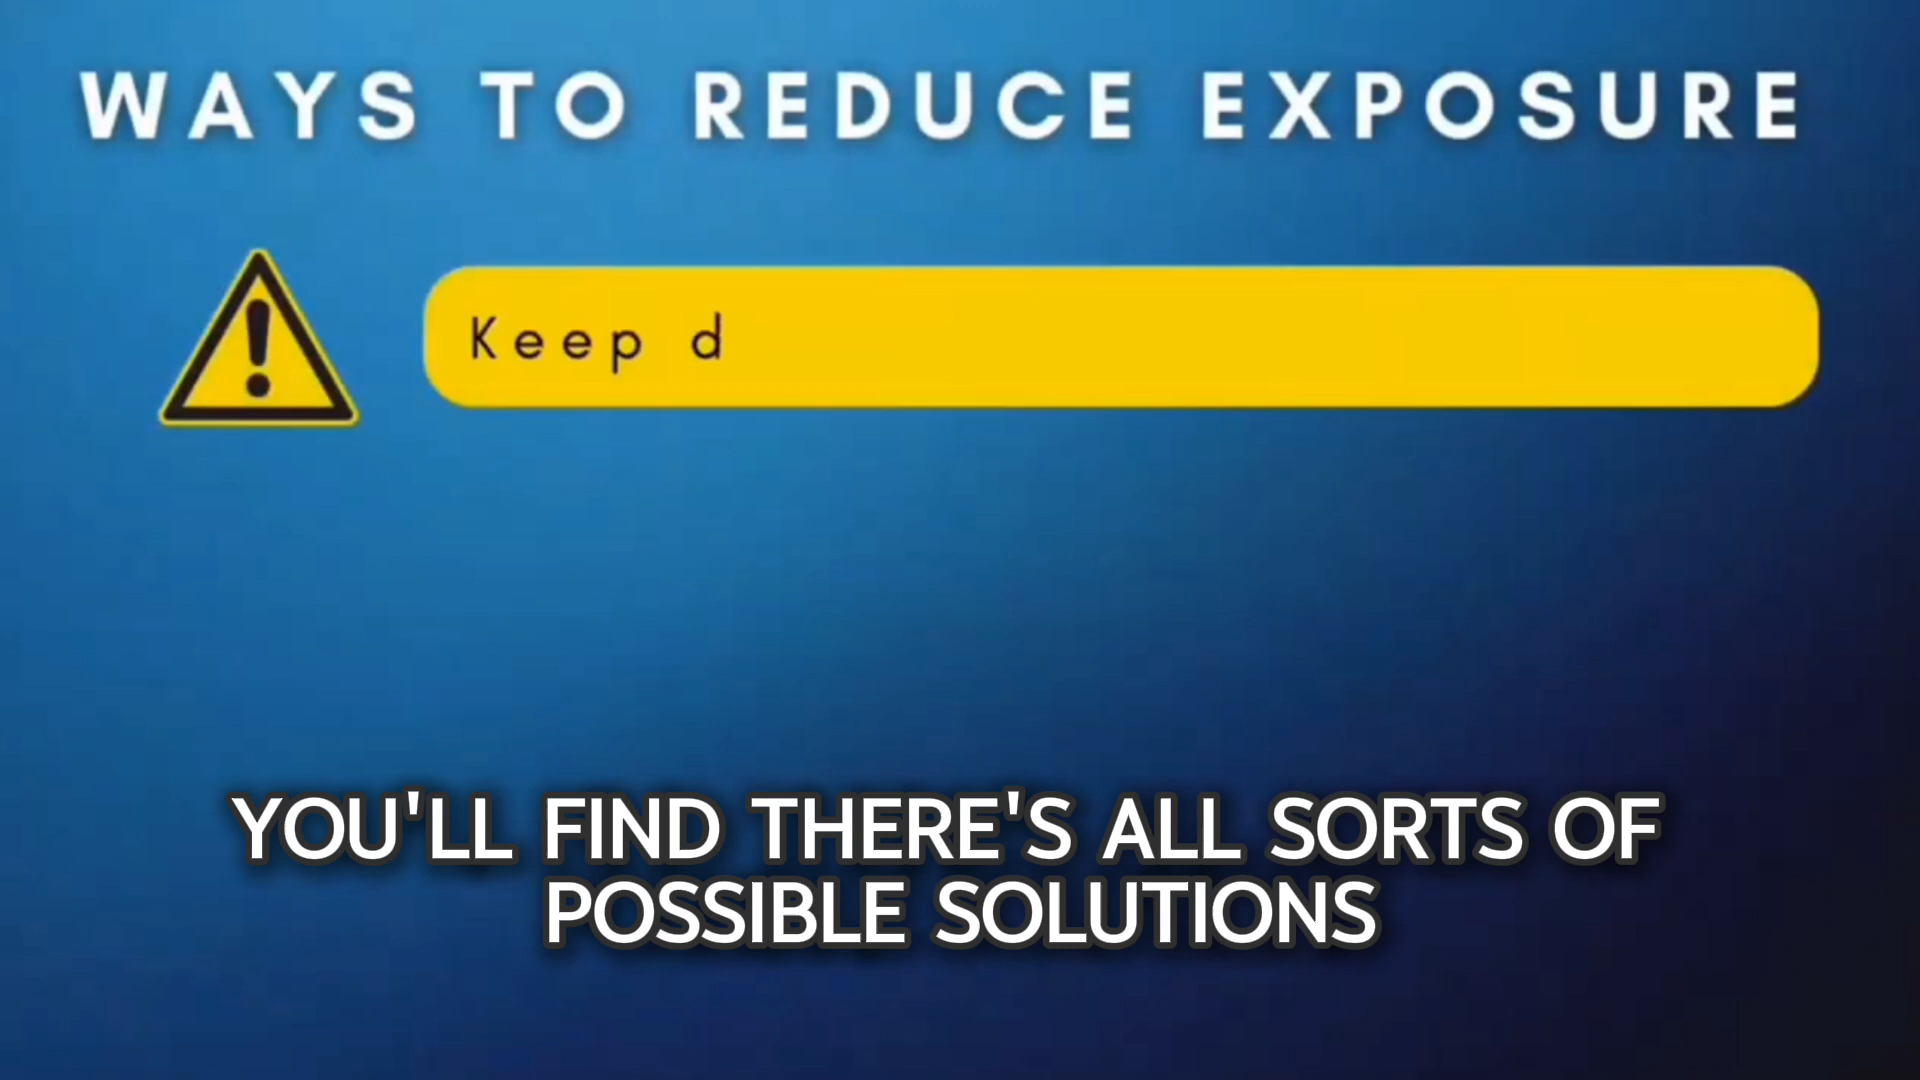 WAYS TO REDUCE EXPOSURE
Keep d
YOU'LL FIND THERE'S ALL SORTS OF
POSSIBLE SOLUTIONS